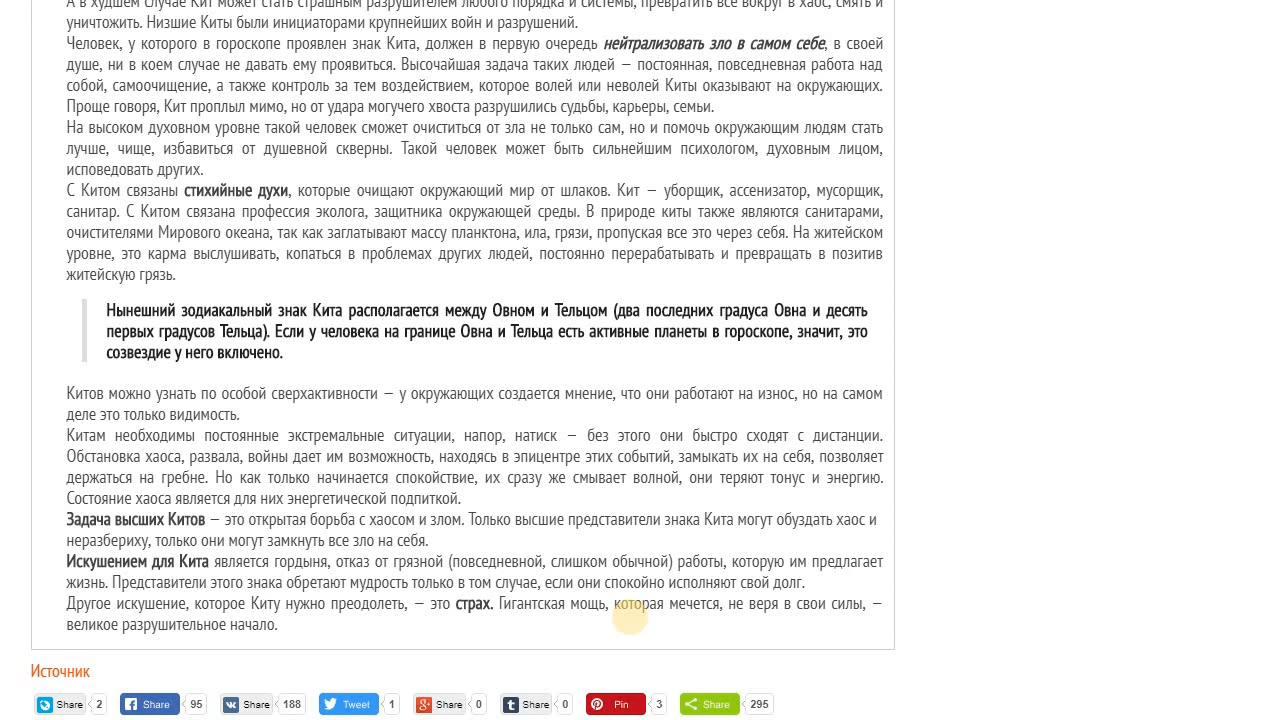 А в худшем случае Кит может стать страшным разрушителем любого порядка и системы, превратить все вокруг в хаос, смять и
уничтожить. Низшие Киты были инициаторами крупнейших войн и разрушений.
Человек, у которого в гороскопе проявлен знак Кита, должен в первую очередь нейтрализовать зло в самом себе, в своей
душе, ни в коем случае не давать ему проявиться. Высочайшая задача таких людей — постоянная, повседневная работа над
собой, самоочищение, а также контроль за тем воздействием, которое волей или неволей Киты оказывают на окружающих.
Проще говоря, Кит проплыл мимо, но от удара могучего хвоста разрушились судьбы, карьеры, семьи.
На высоком духовном уровне такой человек сможет очиститься от зла не только сам, но и помочь окружающим людям стать
лучше, чище, избавиться от душевной скверны. Такой человек может быть сильнейшим психологом, духовным лицом,
исповедовать других.
С Китом связаны стихийные духи, которые очищают окружающий мир от шлаков. Кит — уборщик, ассенизатор, мусорщик,
санитар. С Китом связана профессия эколога, защитника окружающей среды. В природе киты также являются санитарами,
очистителями Мирового океана, так как заглатывают массу планктона, ила, грязи, пропуская все это через себя. На житейском
уровне, это карма выслушивать, копаться в проблемах других людей, постоянно перерабатывать и превращать в позитив
житейскую грязь.
Нынешний зодиакальный знак Кита располагается между Овном и Тельцом (два последних градуса Овна и десять
первых градусов Тельца). Если у человека на границе Овна и Тельца есть активные планеты в гороскопе, значит, это
созвездие у него включено.
Китов можно узнать по особой сверхактивности — у окружающих создается мнение, что они работают на износ, но на самом
деле это только видимость.
Китам необходимы постоянные экстремальные ситуации, напор, натиск — без этого они быстро сходят с дистанции.
Обстановка хаоса, развала, войны дает им возможность, находясь в эпицентре этих событий, замыкать их на себя, позволяет
держаться на гребне. Но как только начинается спокойствие, их сразу же смывает волной, они теряют тонус и энергию.
Состояние хаоса является для них энергетической подпиткой.
Задача высших Китов — это открытая борьба с хаосом и злом. Только высшие представители знака Кита могут обуздать хаос и
неразбериху, только они могут замкнуть все зло на себя.
Искушением для Кита является гордыня, отказ от грязной (повседневной, слишком обычной) работы, которую им предлагает
жизнь. Представители этого знака обретают мудрость только в том случае, если они спокойно исполняют свой долг.
Другое искушение, которое Киту нужно преодолеть, — это страх. Гигантская мощь, которая мечется, не веря в свои силы, —
великое разрушительное начало.
Источник
Share 2 Share 95 Share 188 Tweet 1 Share 0 Share 0 Pin 3 Share 295